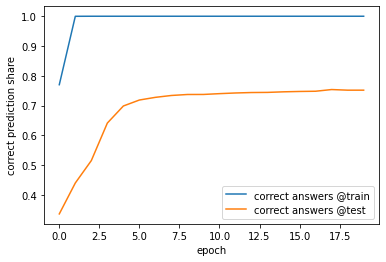 1.0
0.9
0.8
0.7
0.6
0.5
0.4
correct prediction share
correct answers @train
correct answers @test
0.0 2.5 5.0 7.5 10.0 12.5 15.0 17.5
epoch